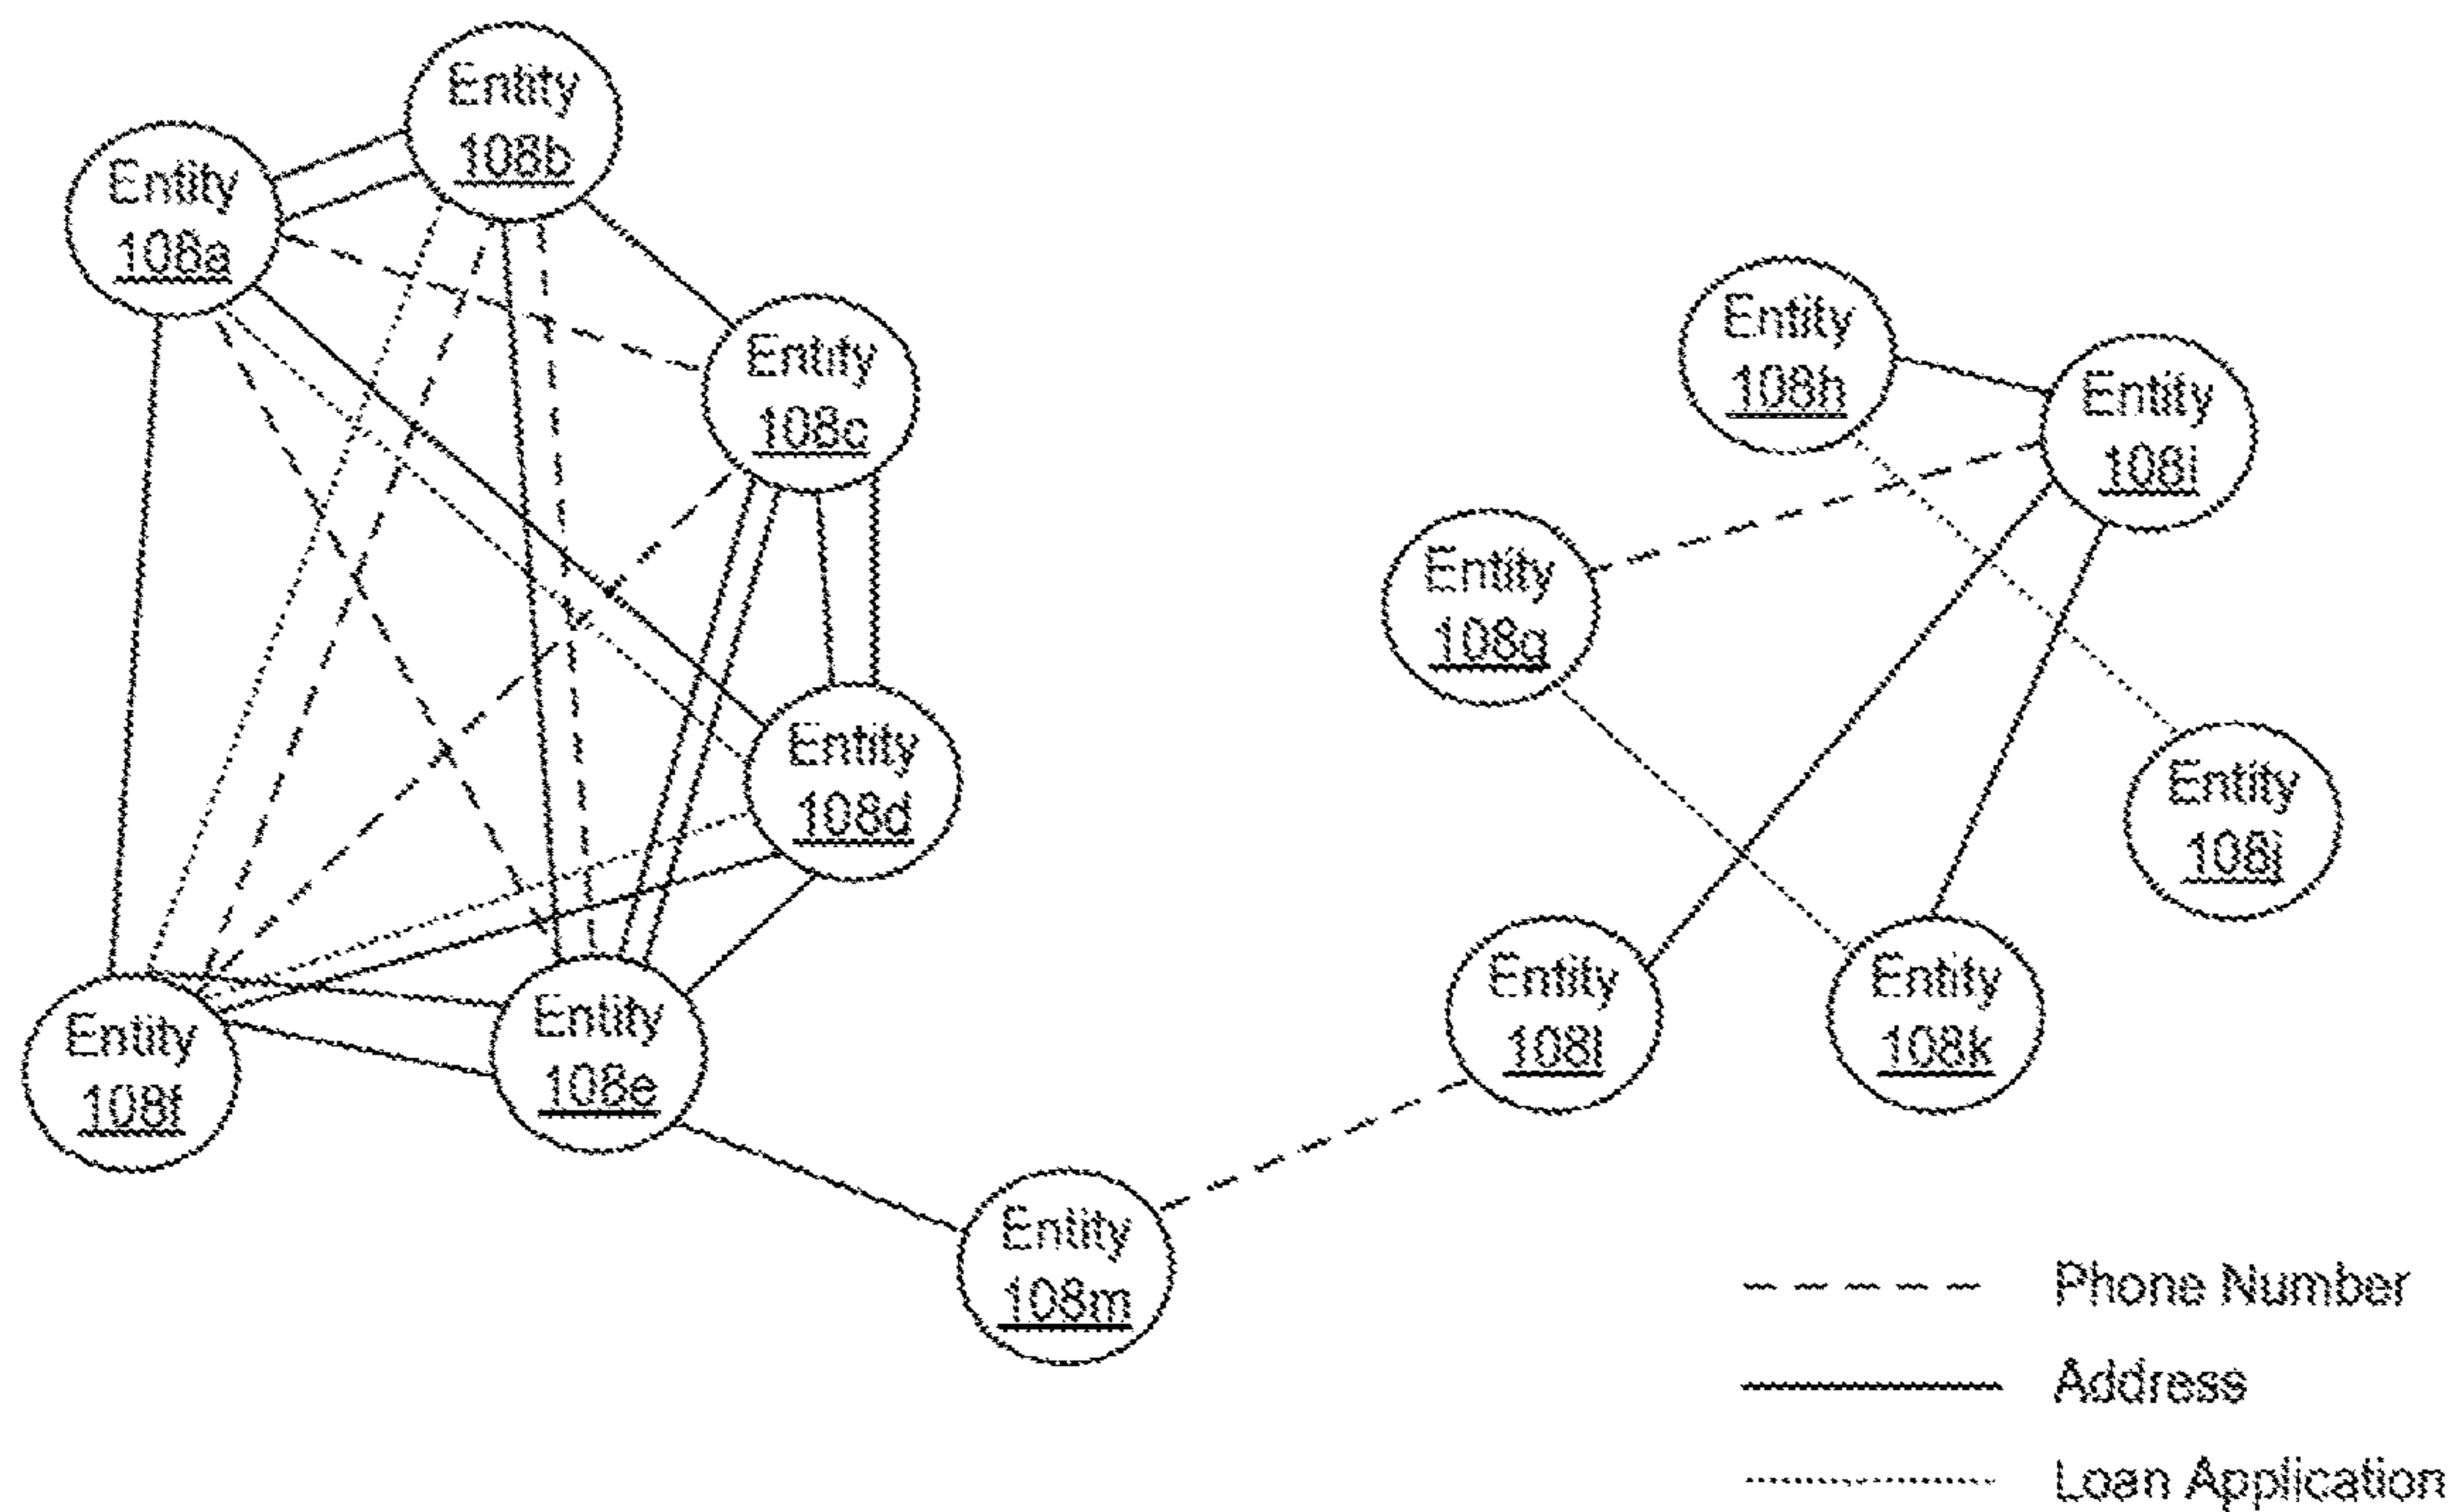 Entity
108a
Entity
108b
Entity
108c
Entity
108d
Entity
108e
Entity
108f
Entity
108g
Entity
108h
Entity
108i
Entity
108j
Entity
108k
Entity
108l
Entity
108m
Phone Number
Address
Loan Application